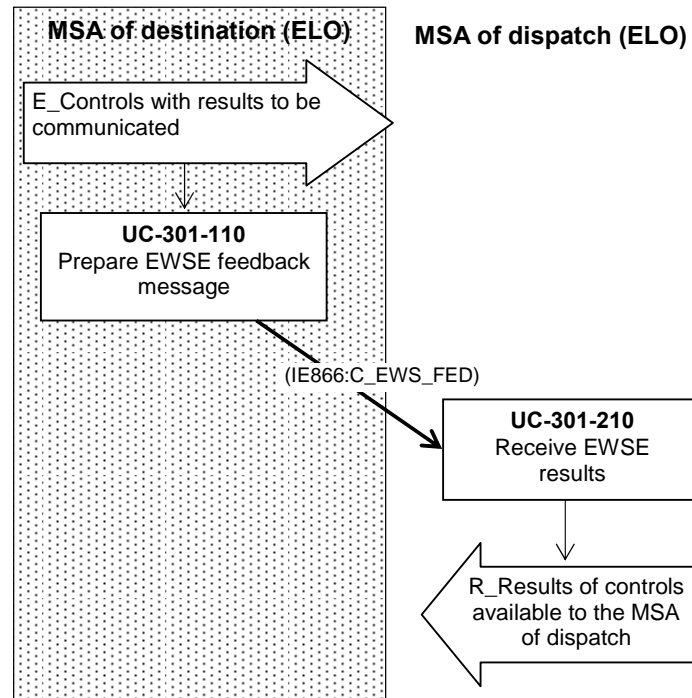 MSA of destination (ELO)
MSA of dispatch (ELO)
E_Controls with results to be
communicated
UC-301-110
Prepare EWSE feedback
message
(IE866:C_EWS_FED)
UC-301-210
Receive EWSE
results
R_Results of controls
available to the MSA
of dispatch